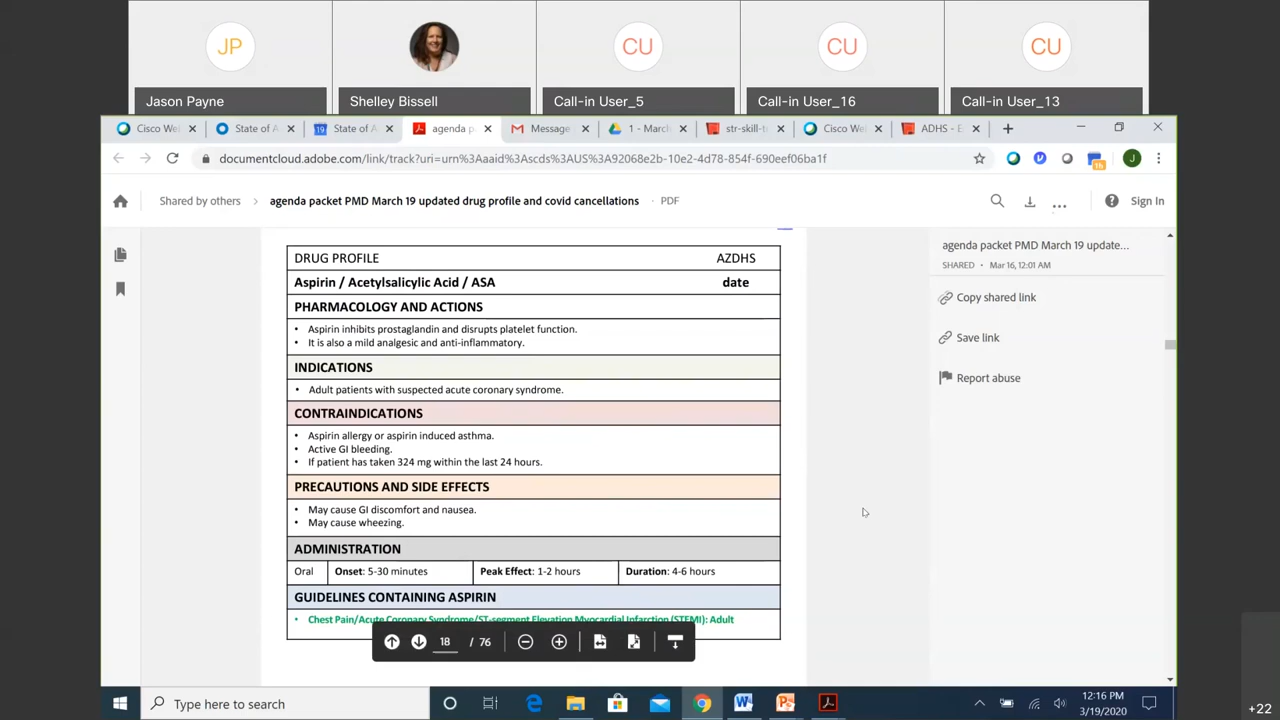 JP
CU
CU
CU
Jason Payne
Shelley Bissell
Call-in User_5
Call-in User_16
Call-in User_13
Cisco We
State of A
19
State of A
agenda p
Message
1 - March
str-skill-t
Cisco We
ADHS - E
documentcloud.adobe.com/link/track?uri=urn%3Aaaid%3Ascds%3AUS%3A92068e2b-10e2-4d78-854f-690eef06ba1f
J
Shared by others > agenda packet PMD March 19 updated drug profile and covid cancellations · PDF
Sign In
agenda packet PMD March 19 update...
SHARED • Mar 16, 12:01 AM
Copy shared link
Save link
Report abuse
DRUG PROFILE AZDHS
Aspirin / Acetylsalicylic Acid / ASA date
PHARMACOLOGY AND ACTIONS
• Aspirin inhibits prostaglandin and disrupts platelet function.
• It is also a mild analgesic and anti-inflammatory.
INDICATIONS
• Adult patients with suspected acute coronary syndrome.
CONTRAINDICATIONS
• Aspirin allergy or aspirin induced asthma.
• Active GI bleeding.
• If patient has taken 324 mg within the last 24 hours.
PRECAUTIONS AND SIDE EFFECTS
• May cause GI discomfort and nausea.
• May cause wheezing.
ADMINISTRATION
Oral Onset: 5-30 minutes Peak Effect: 1-2 hours Duration: 4-6 hours
GUIDELINES CONTAINING ASPIRIN
• Chest Pain/Acute Coronary Syndrome/ST-segment Elevation Myocardial Infarction (STEMI): Adult
18 / 76
Type here to search
12:16 PM
3/19/2020
+22